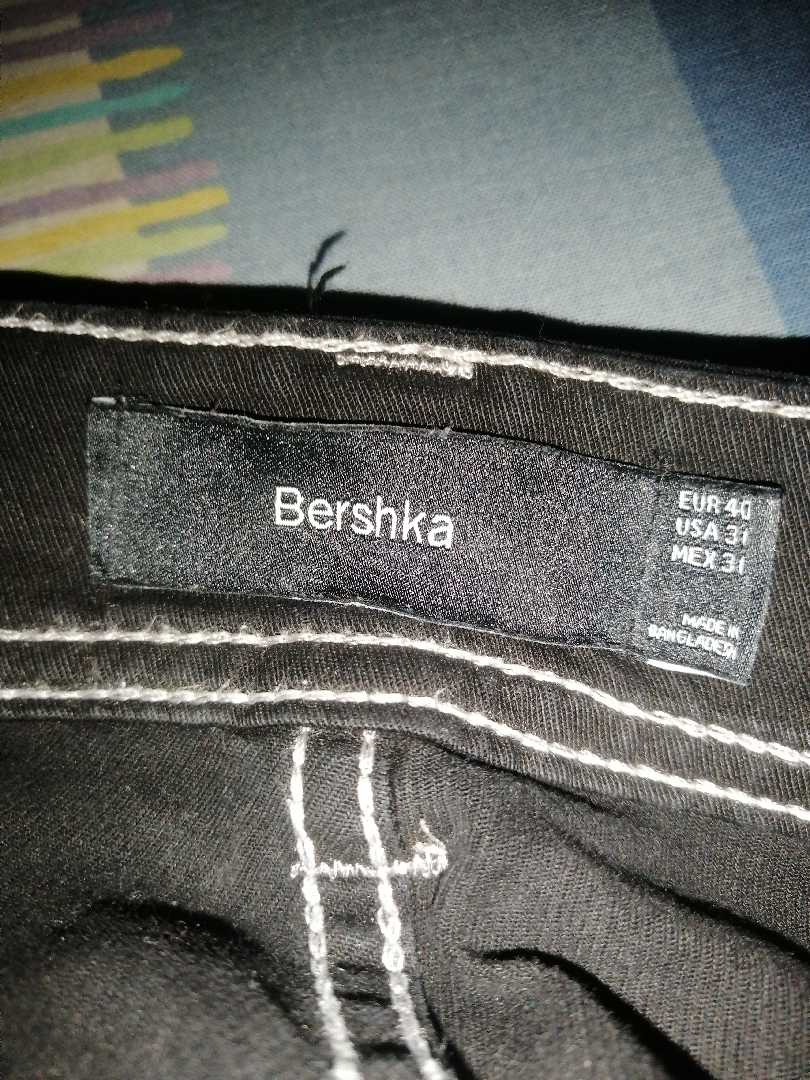 Bershka
EUR 40
USA 31
MEX 31
MADE IN
BANGLADESH